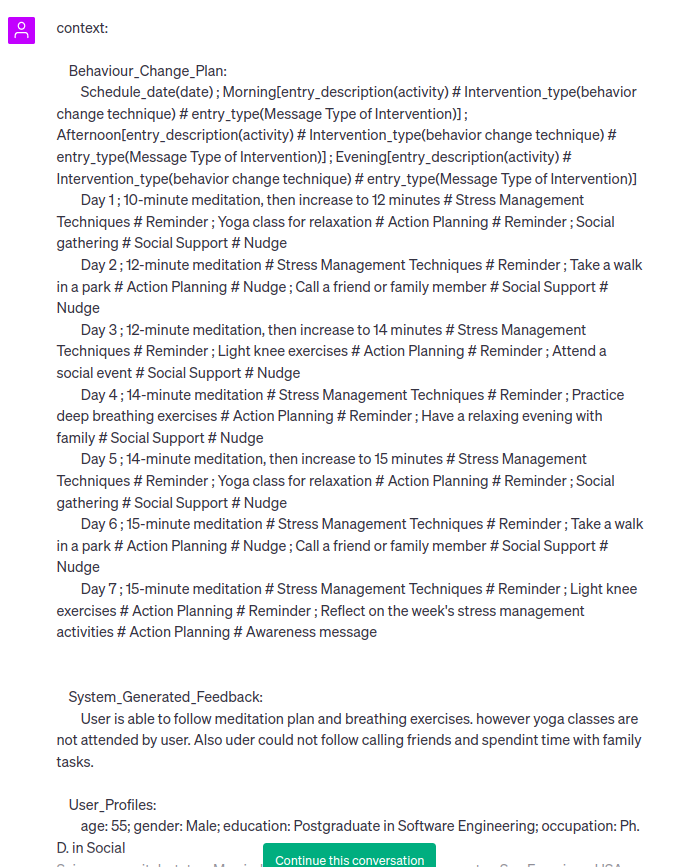 context:
Behaviour_Change_Plan:
Schedule_date(date) ; Morning[entry_description(activity) # Intervention_type(behavior
change technique) # entry_type(Message Type of Intervention)] ;
Afternoon[entry_description(activity) # Intervention_type(behavior change technique) #
entry_type(Message Type of Intervention)] ; Evening[entry_description(activity) #
Intervention_type(behavior change technique) # entry_type(Message Type of Intervention)]
Day 1 ; 10-minute meditation, then increase to 12 minutes # Stress Management
Techniques # Reminder ; Yoga class for relaxation # Action Planning # Reminder ; Social
gathering # Social Support # Nudge
Day 2 ; 12-minute meditation # Stress Management Techniques # Reminder ; Take a walk
in a park # Action Planning # Nudge ; Call a friend or family member # Social Support #
Nudge
Day 3 ; 12-minute meditation, then increase to 14 minutes # Stress Management
Techniques # Reminder ; Light knee exercises # Action Planning # Reminder ; Attend a
social event # Social Support # Nudge
Day 4 ; 14-minute meditation # Stress Management Techniques # Reminder ; Practice
deep breathing exercises # Action Planning # Reminder ; Have a relaxing evening with
family # Social Support # Nudge
Day 5 ; 14-minute meditation, then increase to 15 minutes # Stress Management
Techniques # Reminder ; Yoga class for relaxation # Action Planning # Reminder ; Social
gathering # Social Support # Nudge
Day 6 ; 15-minute meditation # Stress Management Techniques # Reminder ; Take a walk
in a park # Action Planning # Nudge ; Call a friend or family member # Social Support #
Nudge
Day 7 ; 15-minute meditation # Stress Management Techniques # Reminder ; Light knee
exercises # Action Planning # Reminder ; Reflect on the week's stress management
activities # Action Planning # Awareness message
System_Generated_Feedback:
User is able to follow meditation plan and breathing exercises. however yoga classes are
not attended by user. Also uder could not follow calling friends and spendint time with family
tasks.
User_Profiles:
age: 55; gender: Male; education: Postgraduate in Software Engineering; occupation: Ph.
D. in Social
Continue this conversation